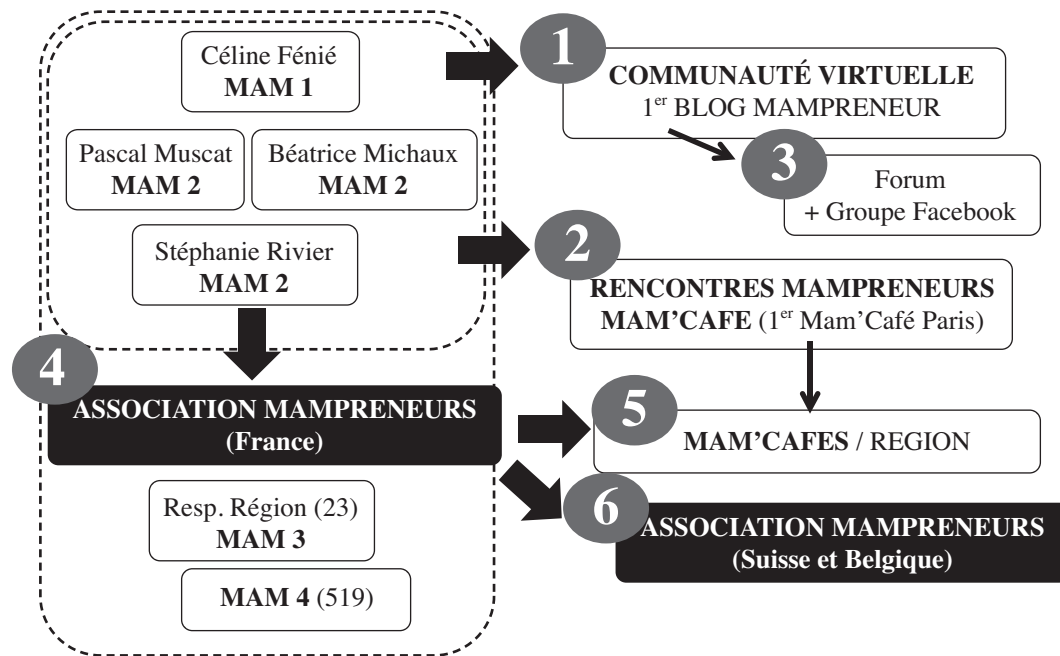 Céline Fénié
MAM 1
Pascal Muscat
MAM 2
Béatrice Michaux
MAM 2
Stéphanie Rivier
MAM 2
1
COMMUNAUTÉ VIRTUELLE
1er BLOG MAMPRENEUR
3
Forum
+ Groupe Facebook
2
RENCONTRES MAMPRENEURS
MAM’CAFE (1er Mam’Café Paris)
4
ASSOCIATION MAMPRENEURS
(France)
5
MAM’CAFES / REGION
6
ASSOCIATION MAMPRENEURS
(Suisse et Belgique)
Resp. Région (23)
MAM 3
MAM 4 (519)